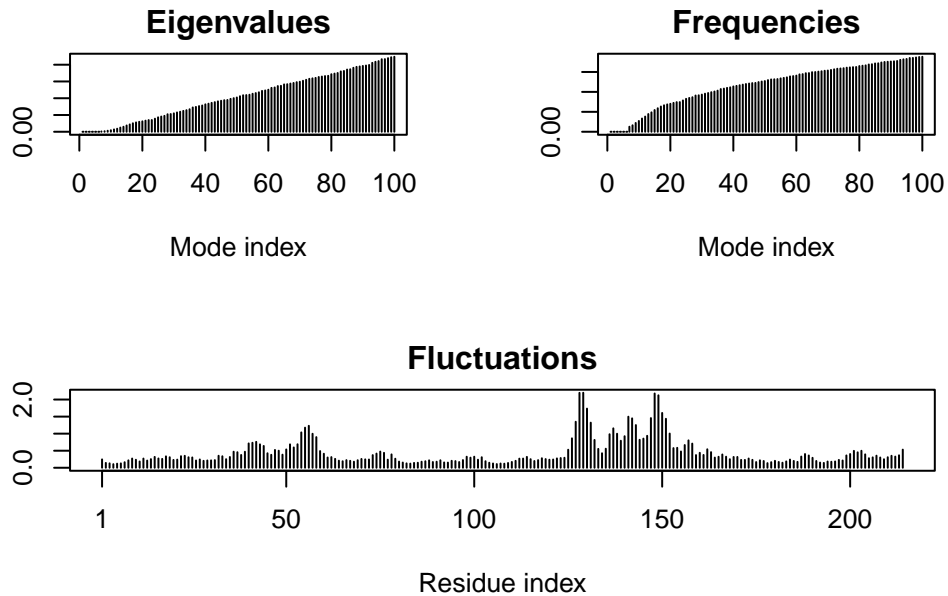 Eigenvalues
0.00
0 20 40 60 80 100
Mode index
Frequencies
0.00
0 20 40 60 80 100
Mode index
Fluctuations
0.0 2.0
1 50 100 150 200
Residue index